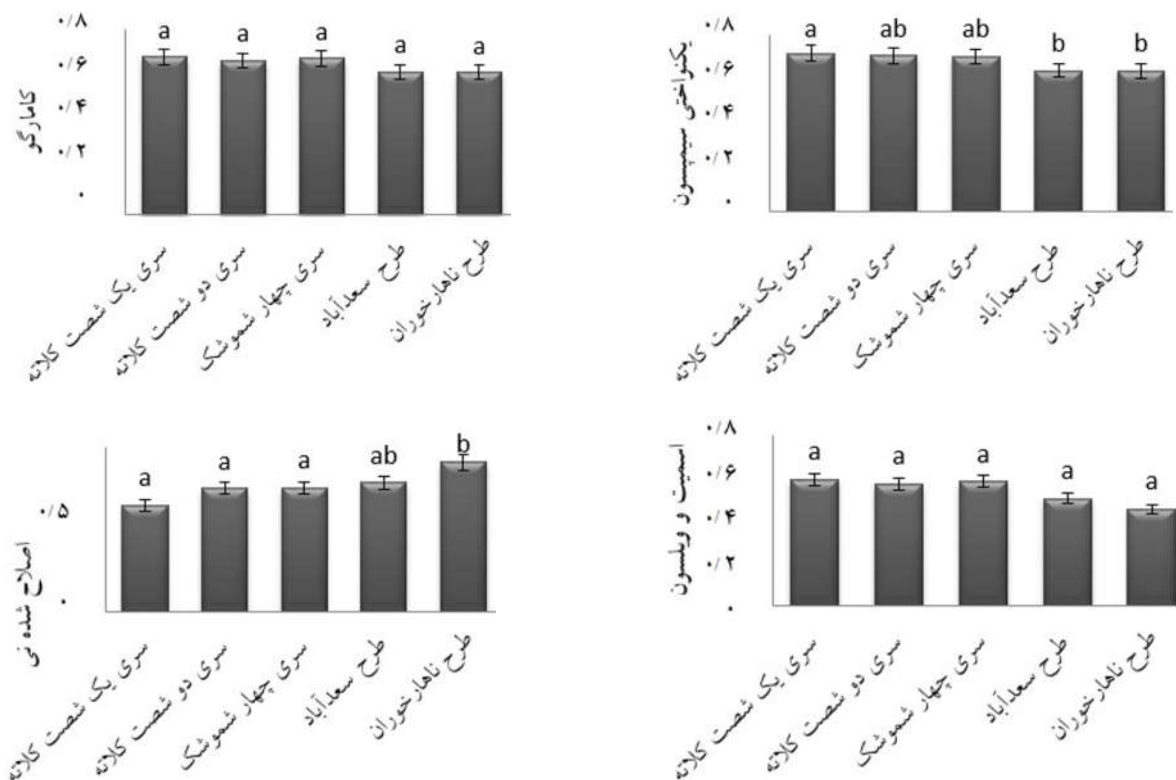 کامارگو
۰/۸
۰/۶
۰/۴
۰/۲
۰
a
a
a
a
a
سری یک شصت کلاته
سری دو شصت کلاته
سری چهار شموشک
طرح سعدآباد
طرح ناهارخوران
یکنواختی سیمپسون
۰/۸
۰/۶
۰/۴
۰/۲
۰
a
ab
ab
b
b
سری یک شصت کلاته
سری دو شصت کلاته
سری چهار شموشک
طرح سعدآباد
طرح ناهارخوران
اصلاح شده نی
۰/۵
۰
a
a
a
ab
b
سری یک شصت کلاته
سری دو شصت کلاته
سری چهار شموشک
طرح سعدآباد
طرح ناهارخوران
اسمیت و ویلسون
۰/۸
۰/۶
۰/۴
۰/۲
۰
a
a
a
a
a
سری یک شصت کلاته
سری دو شصت کلاته
سری چهار شموشک
طرح سعدآباد
طرح ناهارخوران